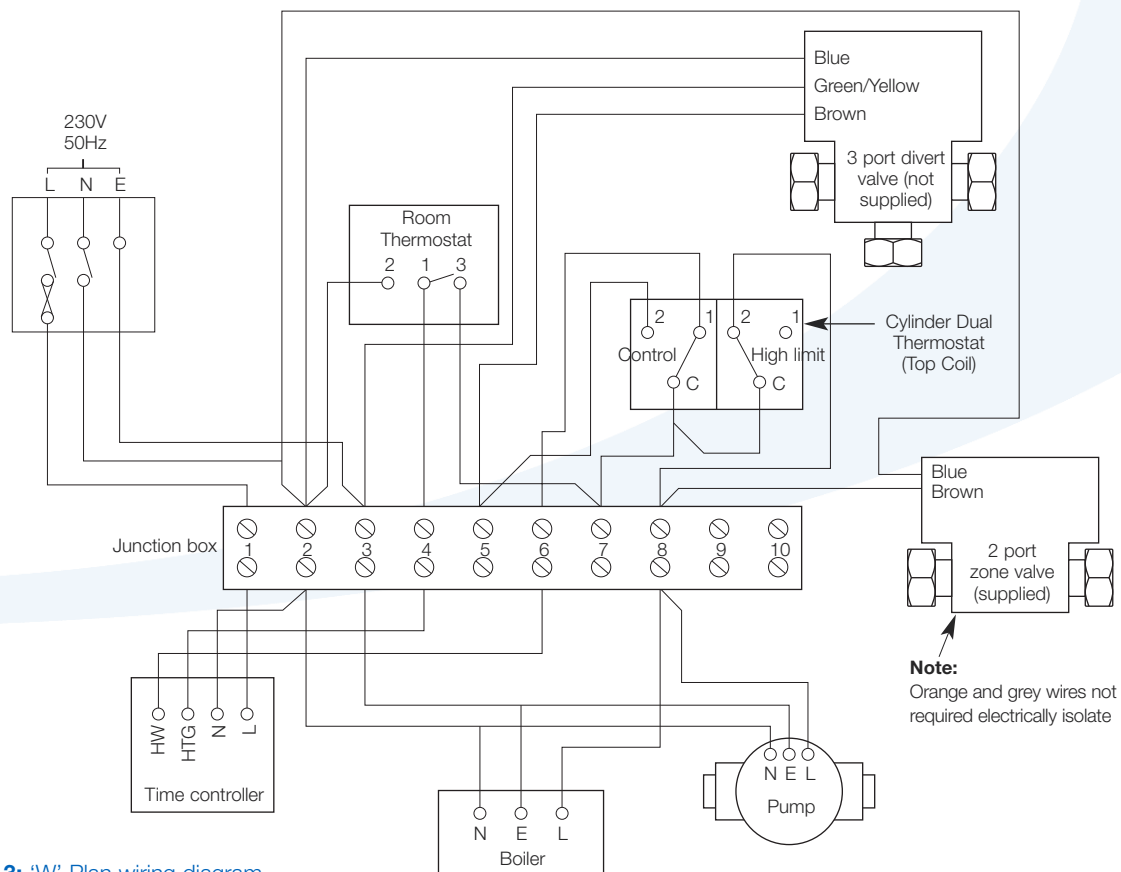 230V
50Hz
L N E
Blue
Green/Yellow
Brown
3 port divert
valve (not
supplied)
Room
Thermostat
2 1 3
2 1 2 1
Control High limit
C C
Cylinder Dual
Thermostat
(Top Coil)
Blue
Brown
2 port
zone valve
(supplied)
Note:
Orange and grey wires not
required electrically isolate
Junction box
1 2 3 4 5 6 7 8 9 10
HW HTG N L
Time controller
N E L
Boiler
N E L
Pump
3: ‘W’ Plan wiring diagram